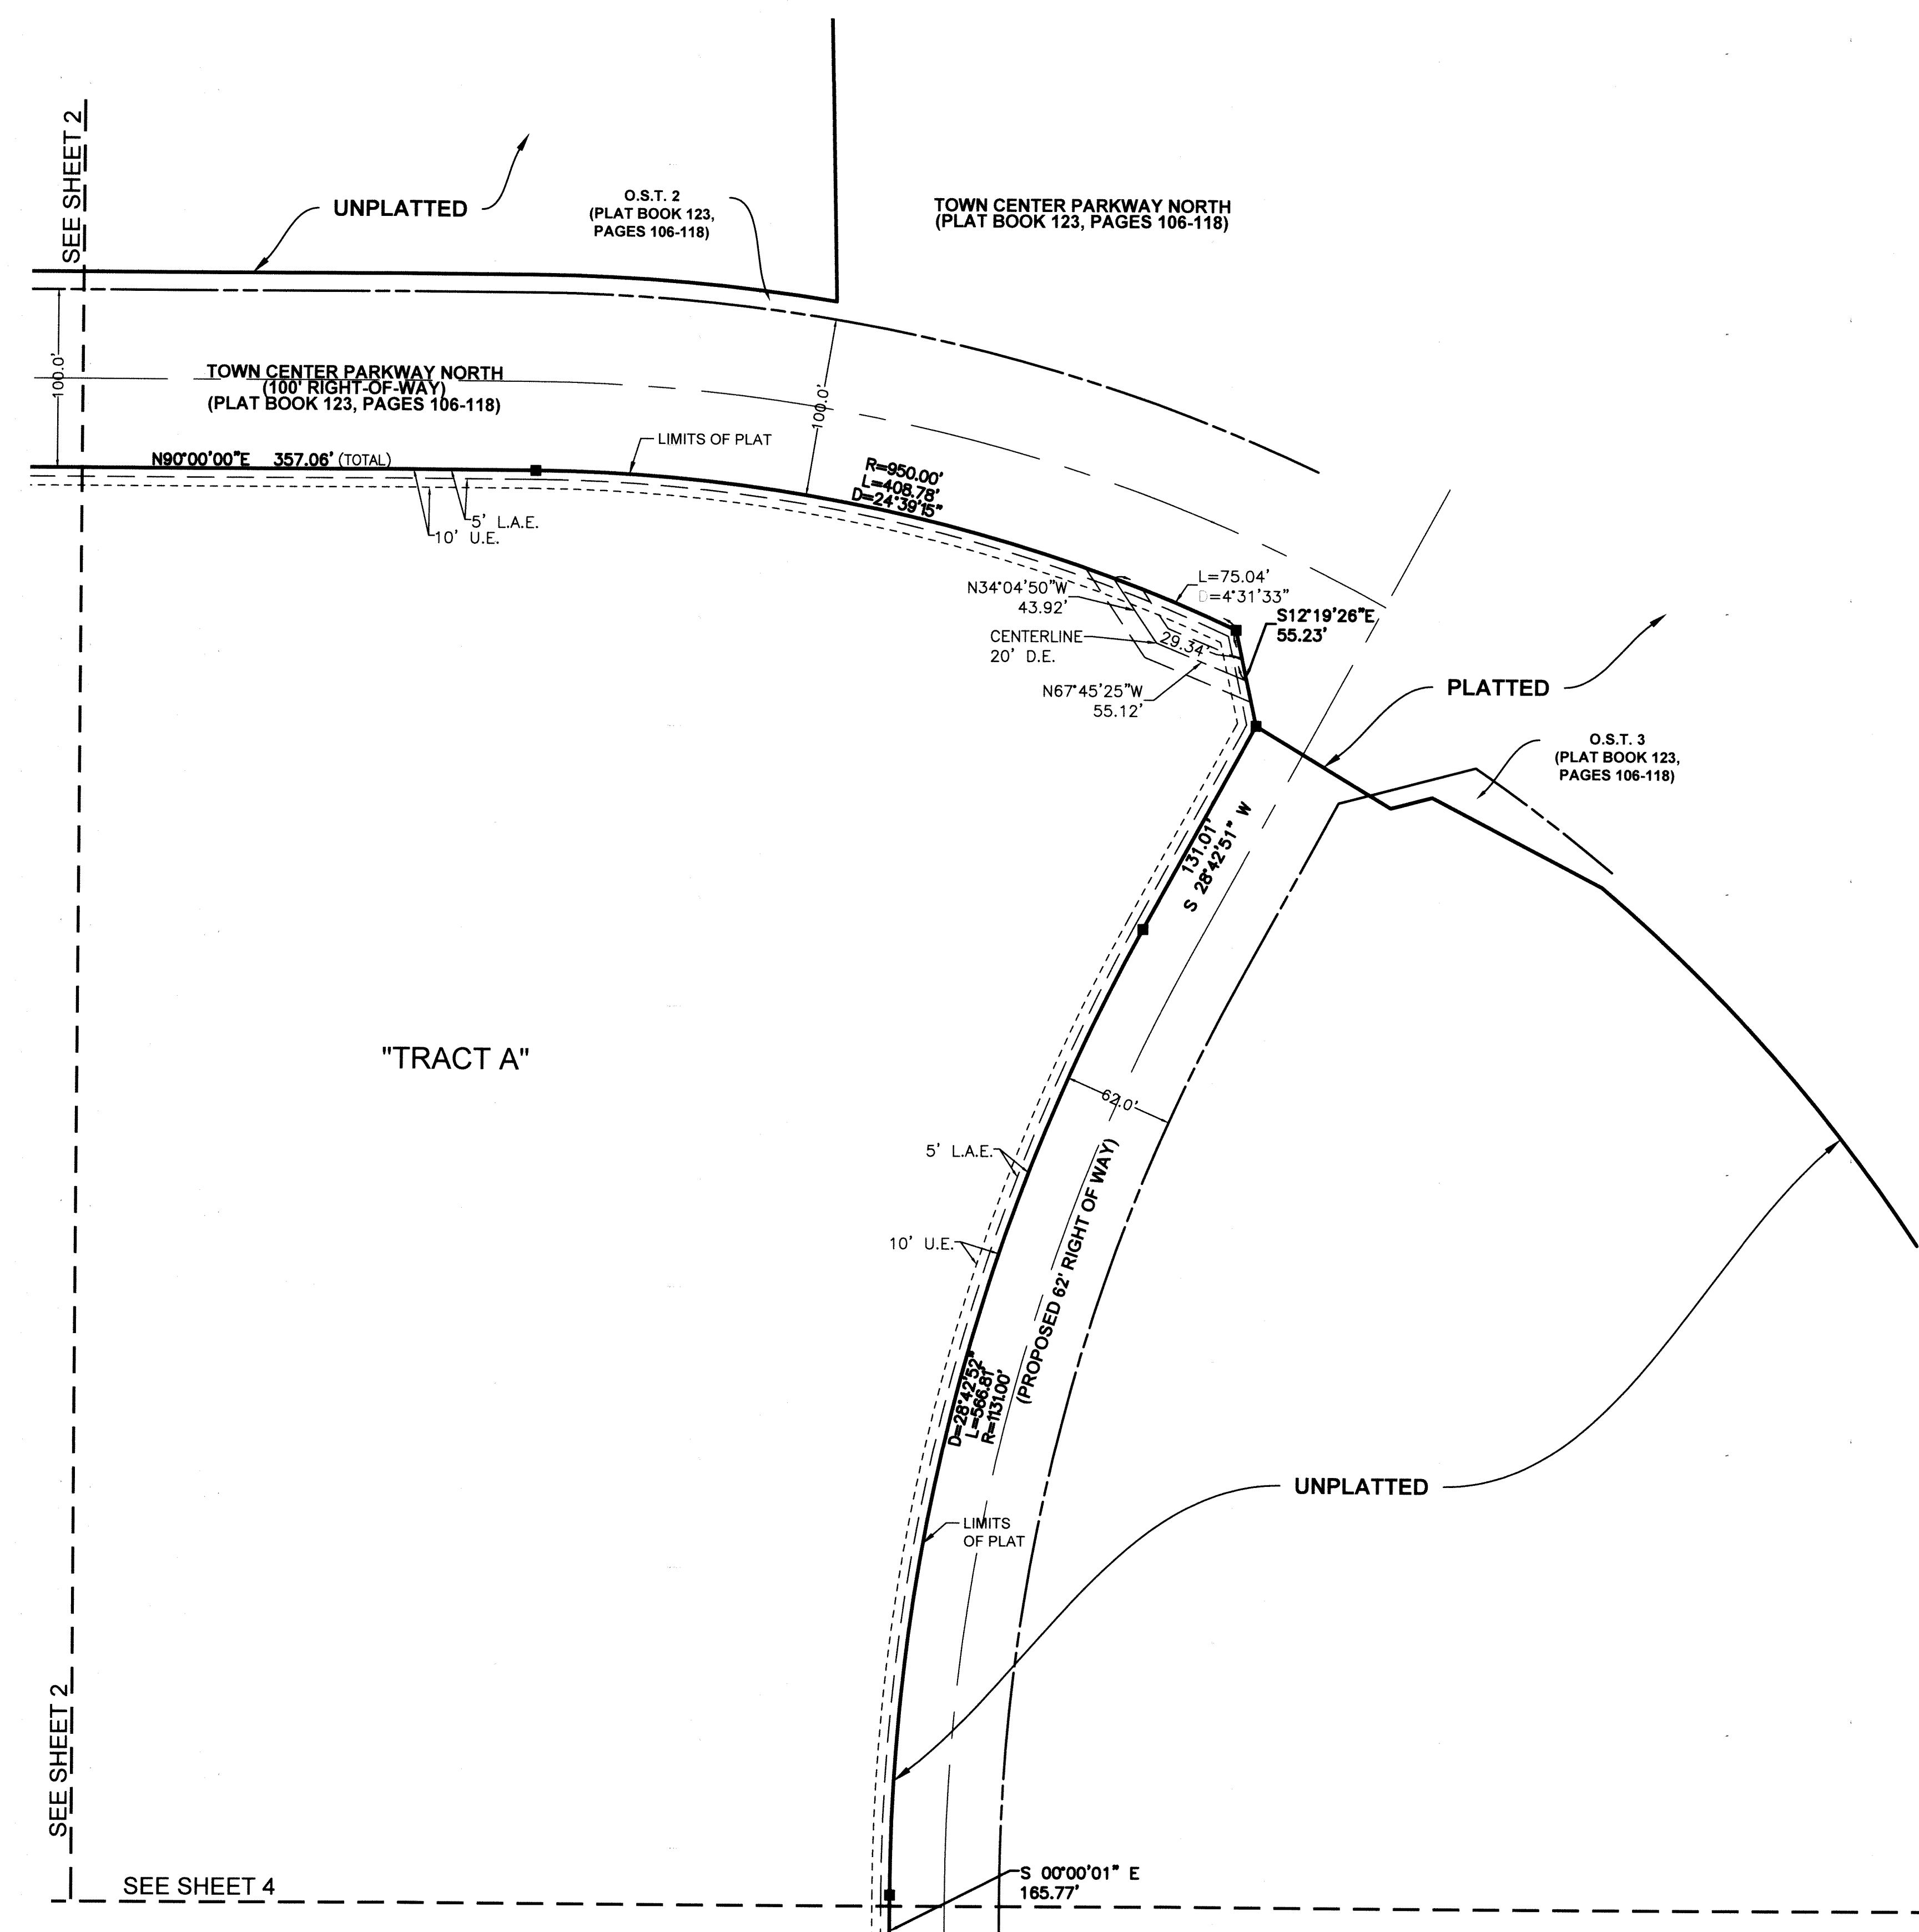 SEE SHEET 2
UNPLATTED
O.S.T. 2
(PLAT BOOK 123,
PAGES 106-118)
TOWN CENTER PARKWAY NORTH
(PLAT BOOK 123, PAGES 106-118)
100.0'
TOWN CENTER PARKWAY NORTH
(100' RIGHT-OF-WAY)
(PLAT BOOK 123, PAGES 106-118)
100.0'
LIMITS OF PLAT
N90°00'00"E 357.06' (TOTAL)
R=950.00'
L=408.78'
D=24°39'15"
5' L.A.E.
10' U.E.
N34°04'50"W
43.92'
L=75.04'
D=4°31'33"
S12°19'26"E
55.23'
CENTERLINE
20' D.E.
29.34'
N67°45'25"W
55.12'
PLATTED
O.S.T. 3
(PLAT BOOK 123,
PAGES 106-118)
131.01'
S 28°42'51" W
"TRACT A"
62.0'
5' L.A.E.
10' U.E.
(PROPOSED 62' RIGHT OF WAY)
D=28°42'52"
L=566.81'
R=1131.00'
UNPLATTED
LIMITS
OF PLAT
SEE SHEET 2
SEE SHEET 4
S 00°00'01" E
165.77'